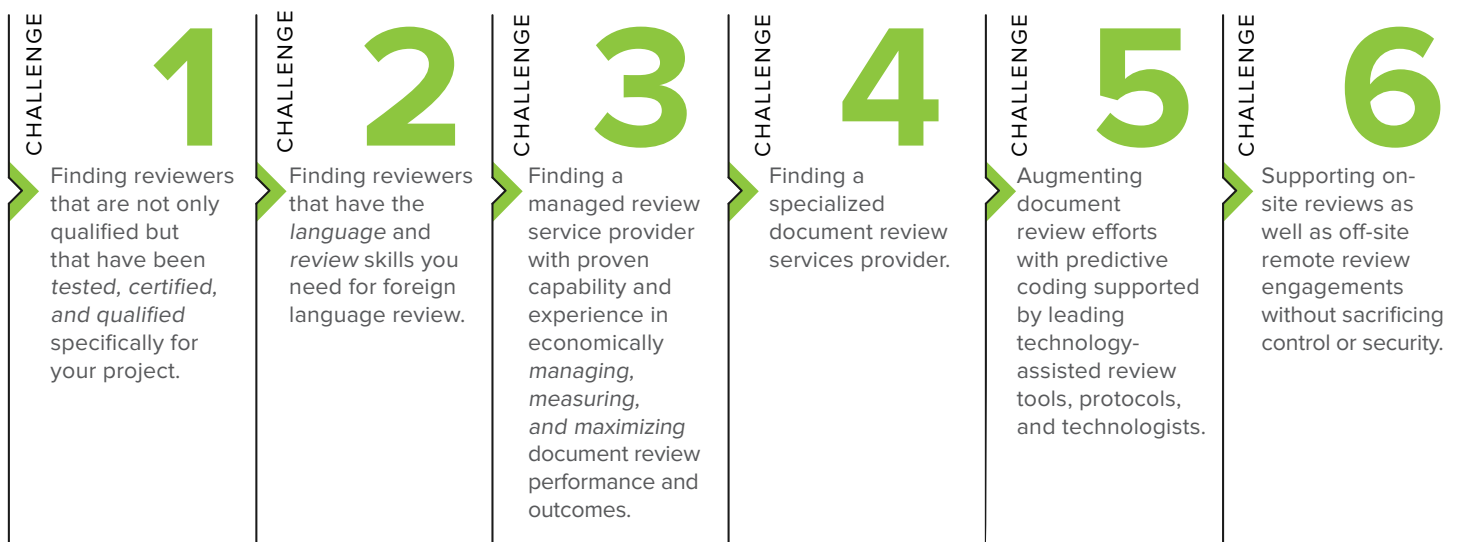 CHALLENGE
1
Finding reviewers
that are not only
qualified but
that have been
tested, certified,
and qualified
specifically for
your project.
CHALLENGE
2
Finding reviewers
that have the
language and
review skills you
need for foreign
language review.
CHALLENGE
3
Finding a
managed review
service provider
with proven
capability and
experience in
economically
managing,
measuring,
and maximizing
document review
performance and
outcomes.
CHALLENGE
4
Finding a
specialized
document review
services provider.
CHALLENGE
5
Augmenting
document
review efforts
with predictive
coding supported
by leading
technology-
assisted review
tools, protocols,
and technologists.
CHALLENGE
6
Supporting on-
site reviews as
well as off-site
remote review
engagements
without sacrificing
control or security.